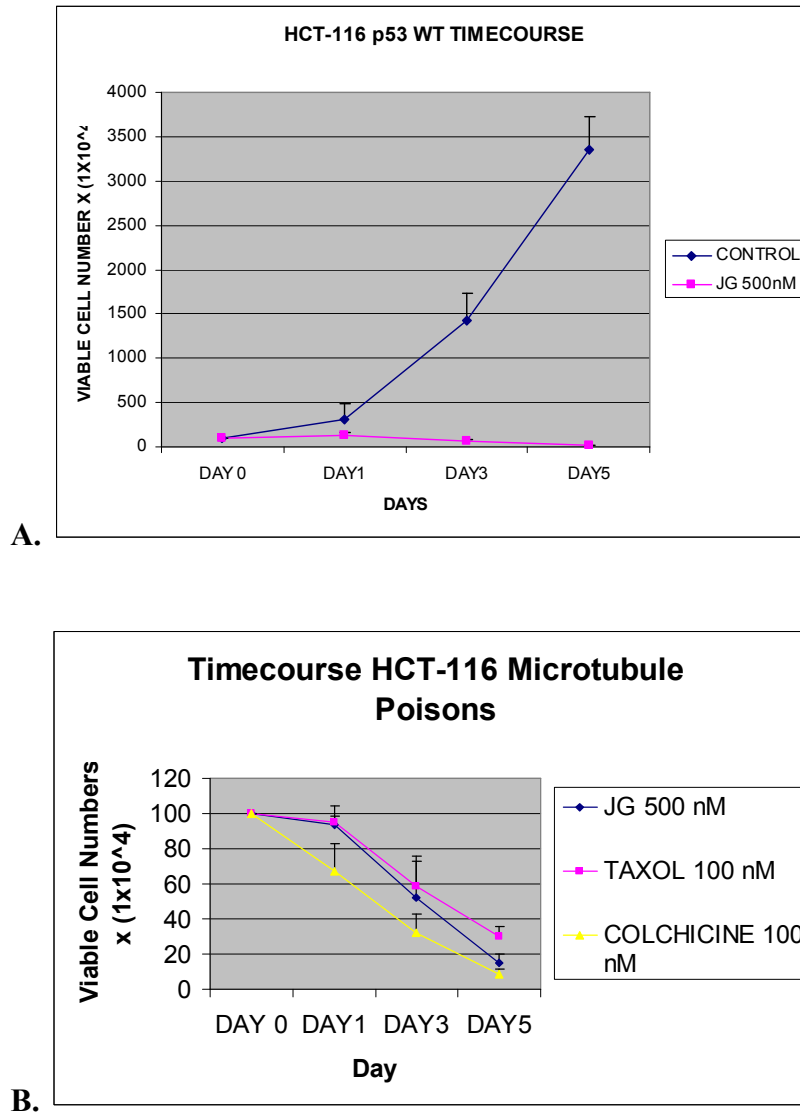 HCT-116 p53 WT TIMECOURSE
VIABLE CELL NUMBER X (1X10^
4000
3500
3000
2500
2000
1500
1000
500
0
DAY 0 DAY1 DAY3 DAY5
DAYS
CONTROL
JG 500nM
A.
Timecourse HCT-116 Microtubule
Poisons
Viable Cell Numbers
x (1x10^4)
120
100
80
60
40
20
0
DAY 0 DAY1 DAY3 DAY5
Day
JG 500 nM
TAXOL 100 nM
COLCHICINE 100
nM
B.